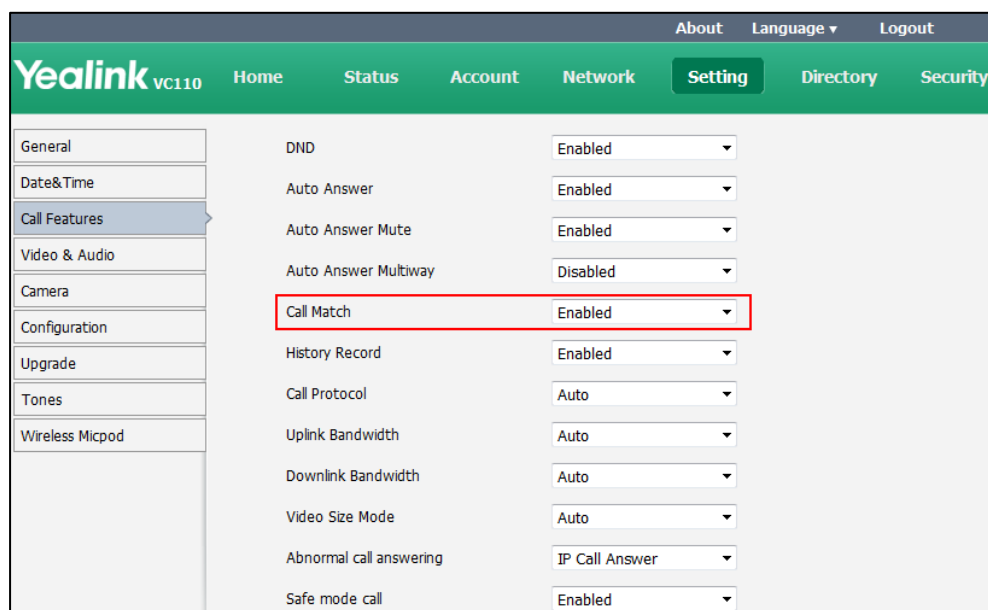 About Language ▾ Logout
Yealink VC110 Home Status Account Network Setting Directory Security
General
Date&Time
Call Features
Video & Audio
Camera
Configuration
Upgrade
Tones
Wireless Micpod
DND Enabled
Auto Answer Enabled
Auto Answer Mute Enabled
Auto Answer Multiway Disabled
Call Match Enabled
History Record Enabled
Call Protocol Auto
Uplink Bandwidth Auto
Downlink Bandwidth Auto
Video Size Mode Auto
Abnormal call answering IP Call Answer
Safe mode call Enabled